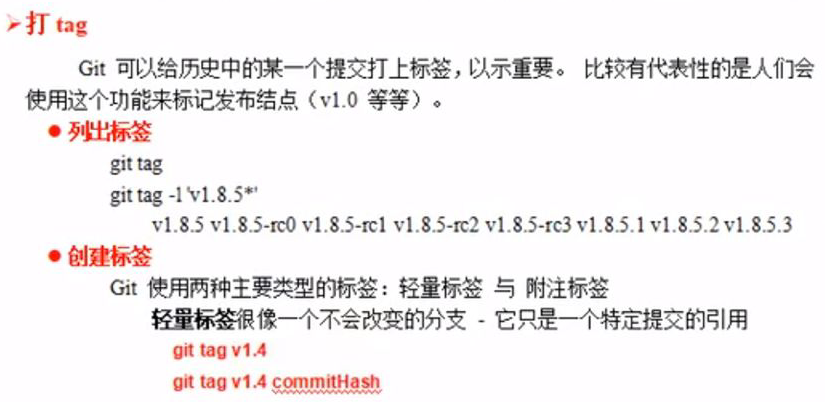 ➢打 tag
Git 可以给历史中的某一个提交打上标签，以示重要。 比较有代表性的是人们会
使用这个功能来标记发布结点（v1.0 等等）。
● 列出标签
git tag
git tag -l 'v1.8.5*'
v1.8.5 v1.8.5-rc0 v1.8.5-rc1 v1.8.5-rc2 v1.8.5-rc3 v1.8.5.1 v1.8.5.2 v1.8.5.3
● 创建标签
Git 使用两种主要类型的标签：轻量标签 与 附注标签
轻量标签很像一个不会改变的分支 - 它只是一个特定提交的引用
git tag v1.4
git tag v1.4 commitHash